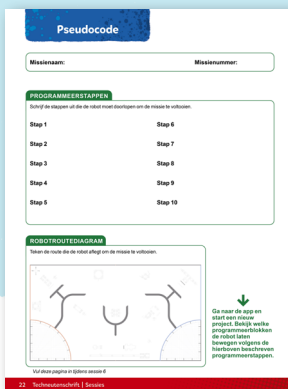 Pseudocode
Missienaam: Missienummer:
PROGRAMMEERSTAPPEN
Schrijf de stappen uit die de robot moet doorlopen om de missie te voltooien.
Stap 1 Stap 6
Stap 2 Stap 7
Stap 3 Stap 8
Stap 4 Stap 9
Stap 5 Stap 10
ROBOTROUTEDIAGRAM
Teken de route die de robot aflegt om de missie te voltooien.
Ga naar de app en
start een nieuw
project. Bekijk welke
programmeerblokken
de robot laten
bewegen volgens de
hierboven beschreven
programmeerstappen.
Vul deze pagina in tijdens sessie 6
22 Techneutenschrift | Sessies